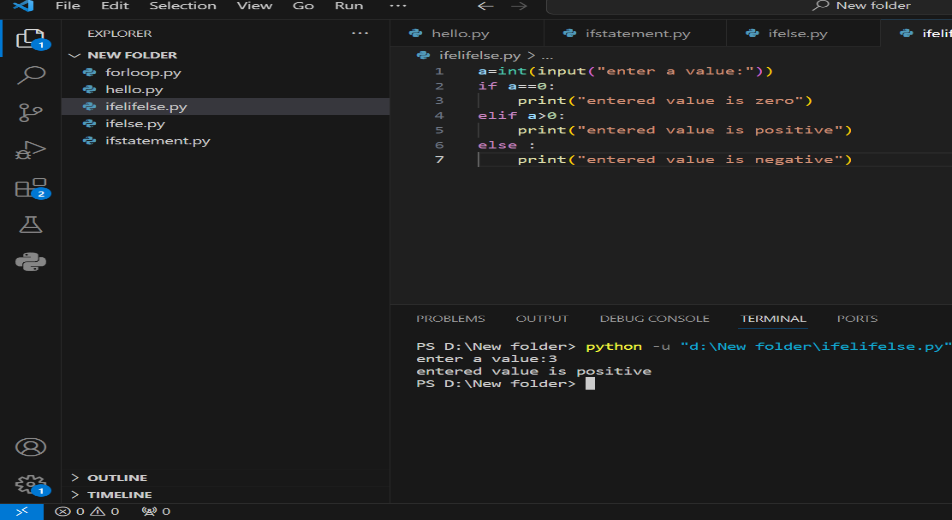 File Edit Selection View Go Run ··· ← → New folder
EXPLORER ···
NEW FOLDER
forloop.py
hello.py
ifelifelse.py
ifelse.py
ifstatement.py
OUTLINE
TIMELINE
1
2
1
hello.py ifstatement.py ifelse.py ifelif
ifelifelse.py > ...
1 a=int(input("enter a value:"))
2 if a==0:
3 print("entered value is zero")
4 elif a>0:
5 print("entered value is positive")
6 else :
7 print("entered value is negative")
PROBLEMS OUTPUT DEBUG CONSOLE TERMINAL PORTS
PS D:\New folder> python -u "d:\New folder\ifelifelse.py"
enter a value:3
entered value is positive
PS D:\New folder>
0 0 0